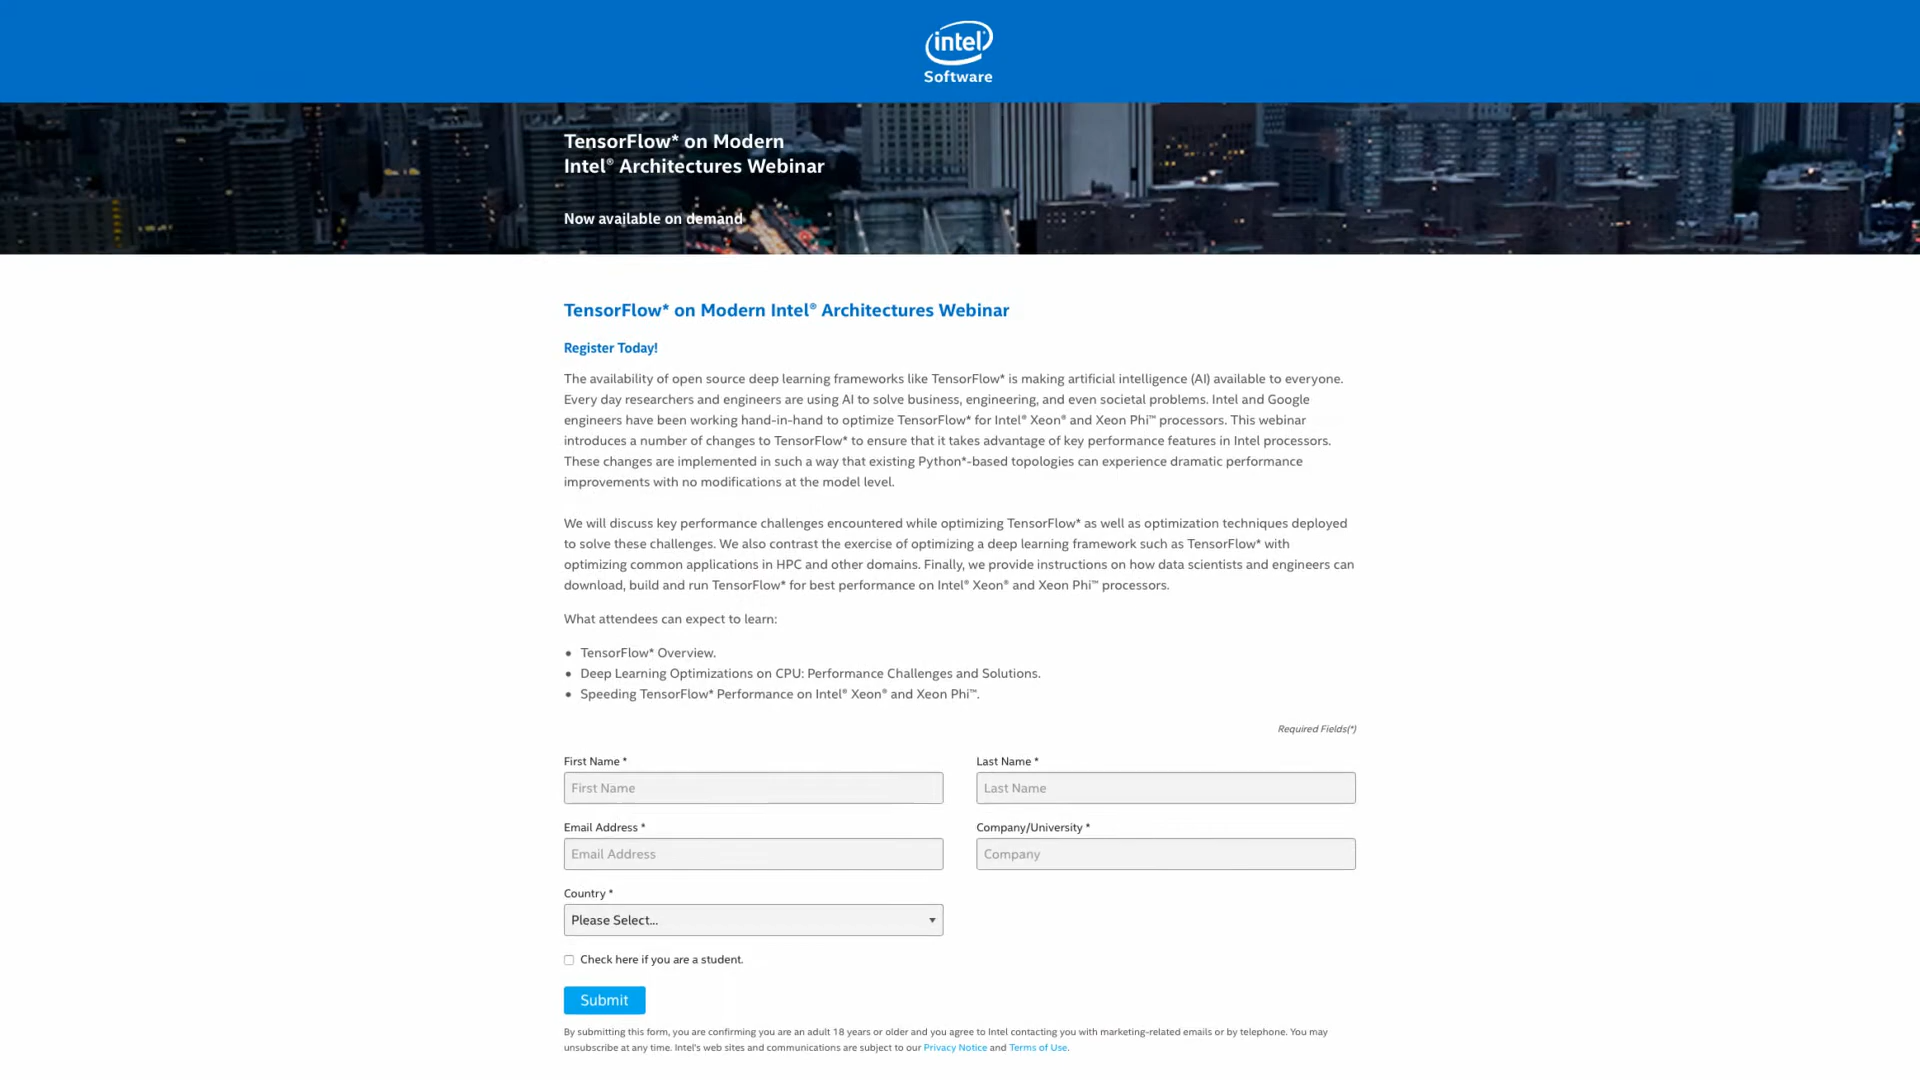 intel
Software
TensorFlow* on Modern
Intel® Architectures Webinar
Now available on demand
TensorFlow* on Modern Intel® Architectures Webinar
Register Today!
The availability of open source deep learning frameworks like TensorFlow* is making artificial intelligence (AI) available to everyone.
Every day researchers and engineers are using AI to solve business, engineering, and even societal problems. Intel and Google
engineers have been working hand-in-hand to optimize TensorFlow* for Intel® Xeon® and Xeon Phi™ processors. This webinar
introduces a number of changes to TensorFlow* to ensure that it takes advantage of key performance features in Intel processors.
These changes are implemented in such a way that existing Python*-based topologies can experience dramatic performance
improvements with no modifications at the model level.
We will discuss key performance challenges encountered while optimizing TensorFlow* as well as optimization techniques deployed
to solve these challenges. We also contrast the exercise of optimizing a deep learning framework such as TensorFlow* with
optimizing common applications in HPC and other domains. Finally, we provide instructions on how data scientists and engineers can
download, build and run TensorFlow* for best performance on Intel® Xeon® and Xeon Phi™ processors.
What attendees can expect to learn:
• TensorFlow* Overview.
• Deep Learning Optimizations on CPU: Performance Challenges and Solutions.
• Speeding TensorFlow* Performance on Intel® Xeon® and Xeon Phi™.
Required Fields(*)
First Name *
Last Name *
First Name
Last Name
Email Address *
Company/University *
Email Address
Company
Country *
Please Select...
Check here if you are a student.
Submit
By submitting this form, you are confirming you are an adult 18 years or older and you agree to Intel contacting you with marketing-related emails or by telephone. You may
unsubscribe at any time. Intel's web sites and communications are subject to our Privacy Notice and Terms of Use.